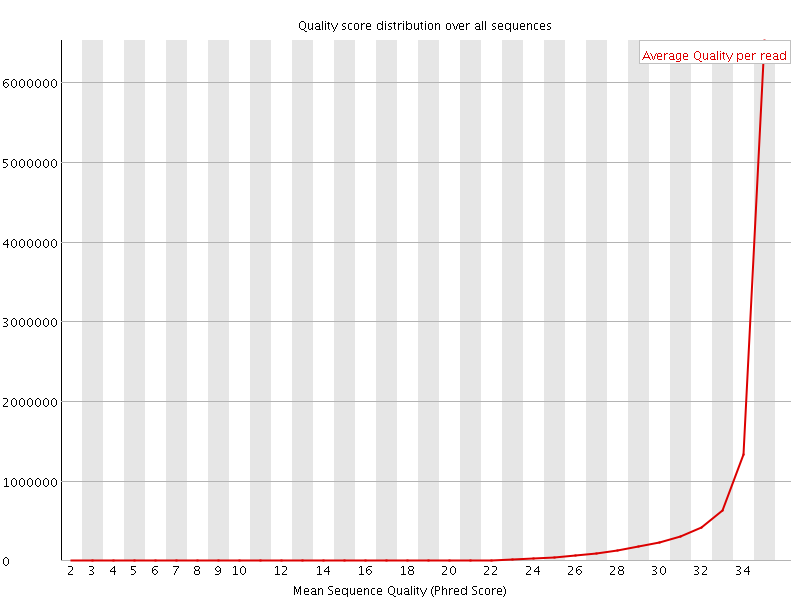 Quality score distribution over all sequences
Average Quality per read
6000000
5000000
4000000
3000000
2000000
1000000
0
2 3 4 5 6 7 8 9 10 12 14 16 18 20 22 24 26 28 30 32 34
Mean Sequence Quality (Phred Score)